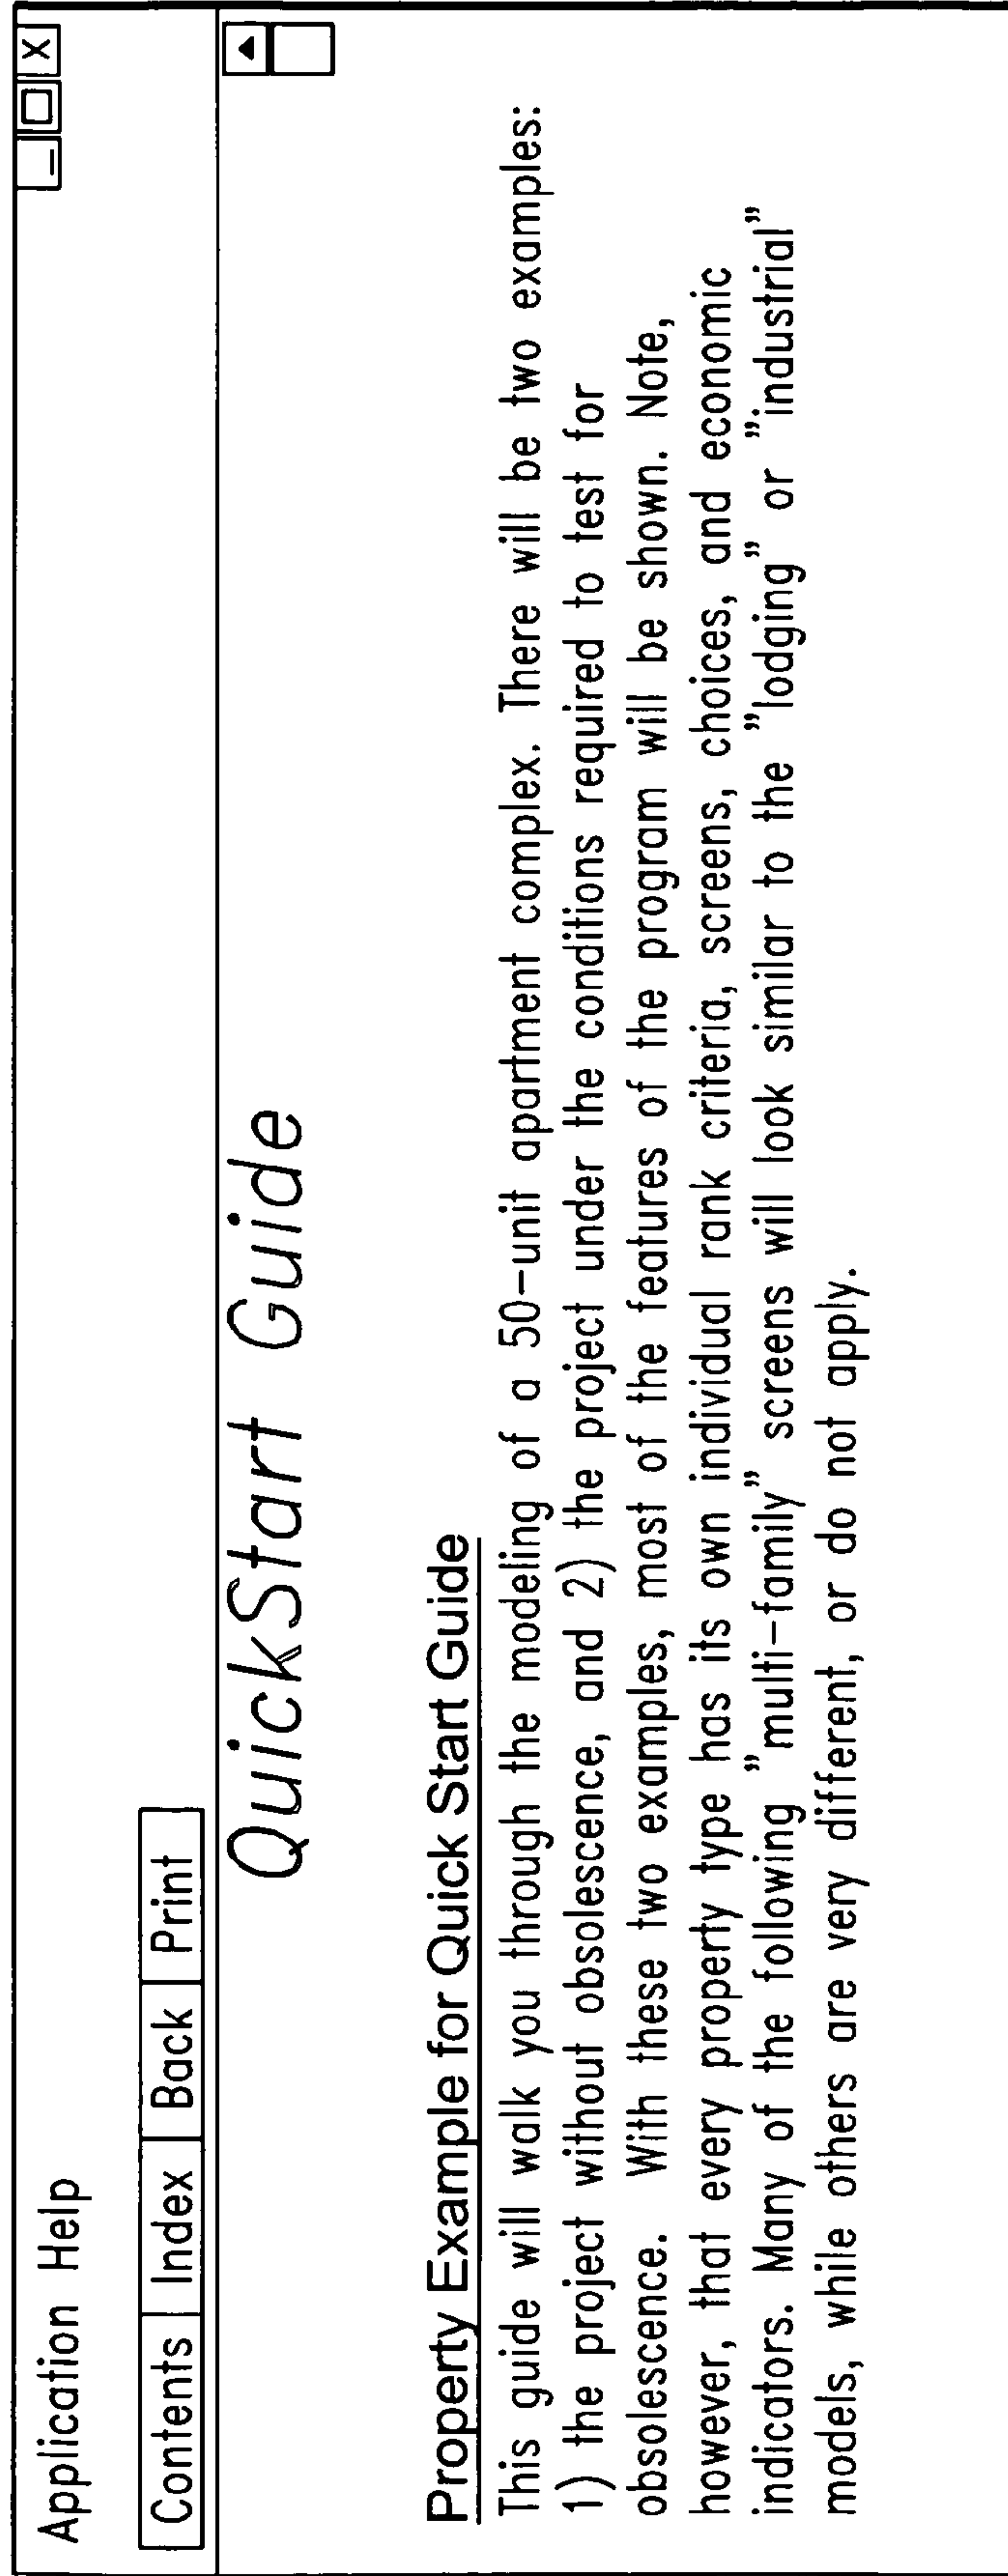 Application Help
Contents Index Back Print
QuickStart Guide
Property Example for Quick Start Guide
This guide will walk you through the modeling of a 50-unit apartment complex. There will be two examples:
1) the project without obsolescence, and 2) the project under the conditions required to test for
obsolescence. With these two examples, most of the features of the program will be shown. Note,
however, that every property type has its own individual rank criteria, screens, choices, and economic
indicators. Many of the following "multi-family" screens will look similar to the "lodging" or "industrial"
models, while others are very different, or do not apply.